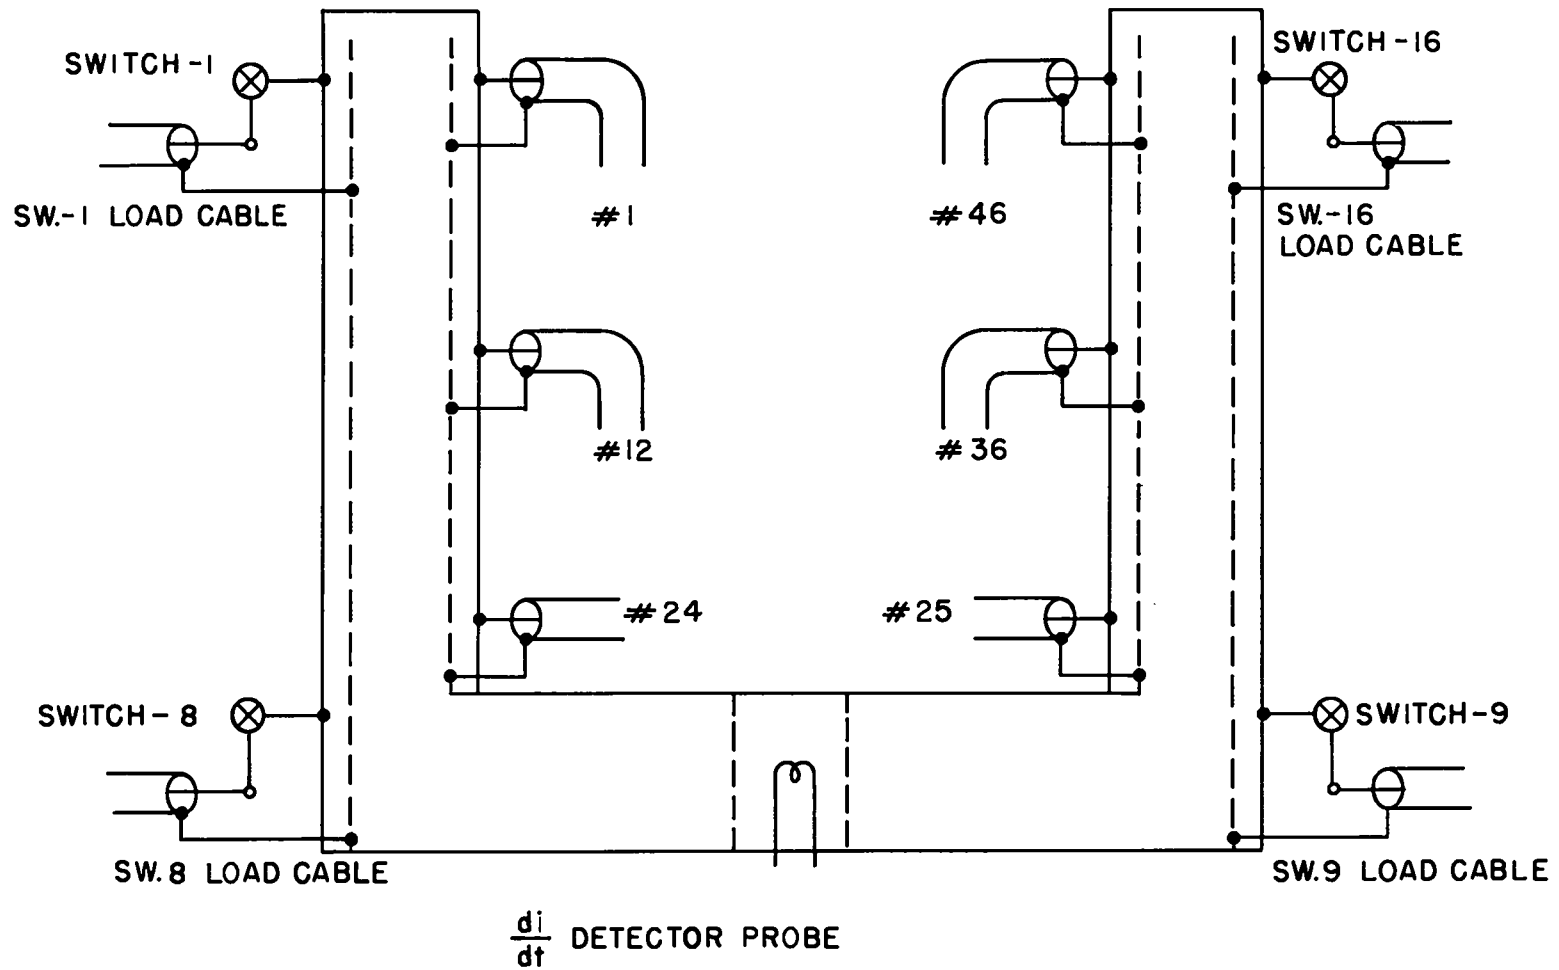 SWITCH-1
SWITCH-16
SW.-1 LOAD CABLE
#1
#46
SW.-16
LOAD CABLE
#12
#36
#24
#25
SWITCH-8
SWITCH-9
SW.8 LOAD CABLE
SW.9 LOAD CABLE
di
dt DETECTOR PROBE